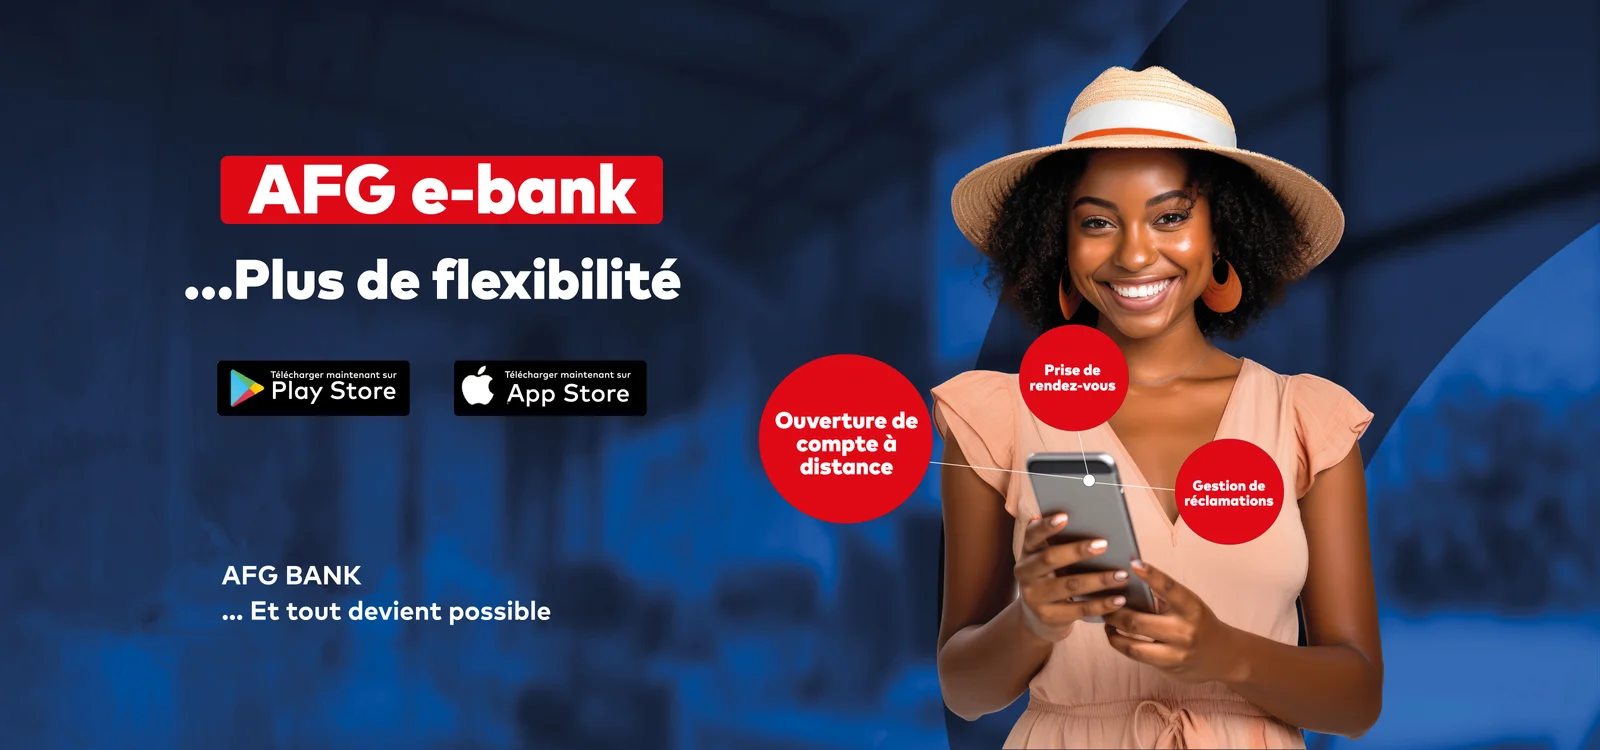 AFG e-bank
...Plus de flexibilité
Télécharger maintenant sur
Play Store
Télécharger maintenant sur
App Store
Prise de
rendez-vous
Ouverture de
compte à
distance
Gestion de
réclamations
AFG BANK
... Et tout devient possible